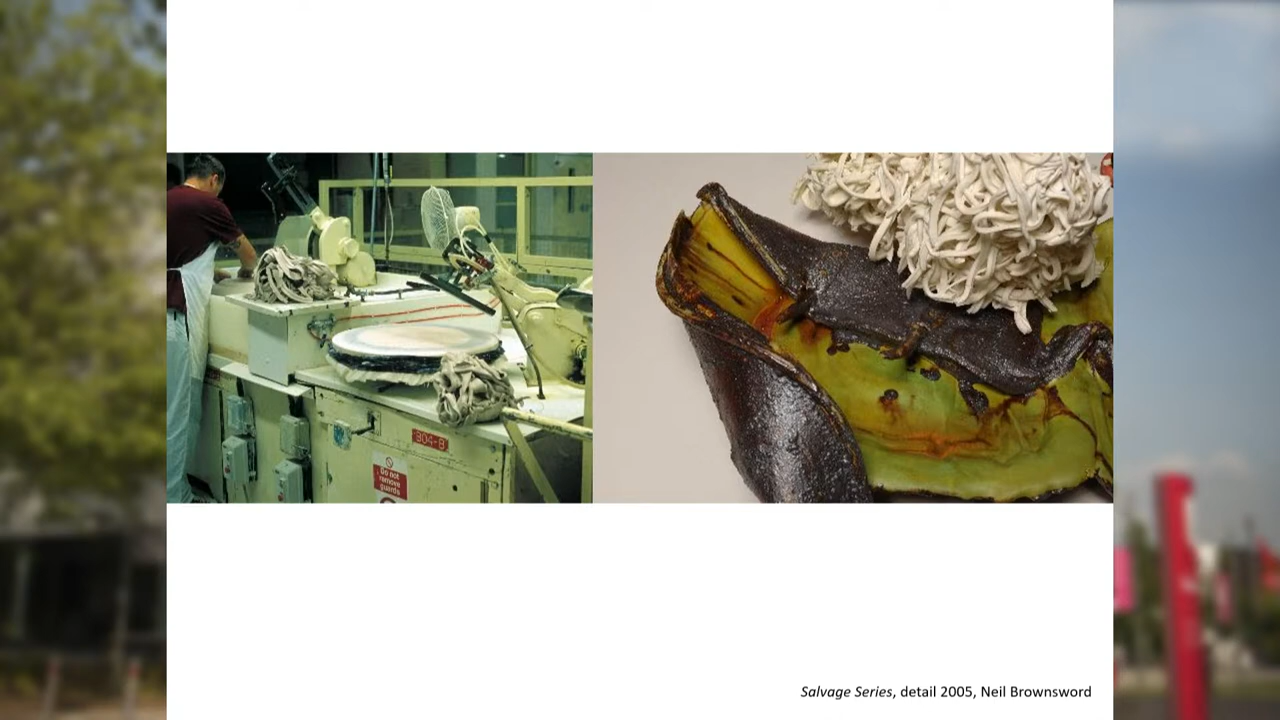 304-B
Do not
remove
guards
Salvage Series, detail 2005, Neil Brownsword